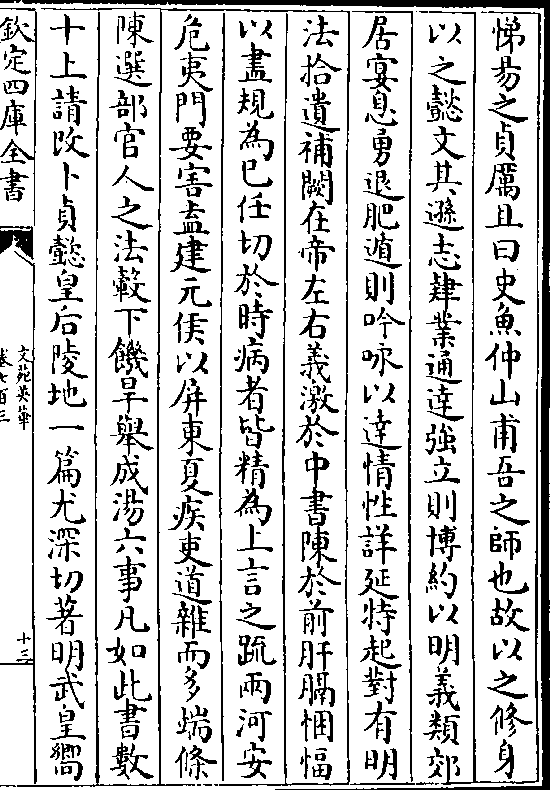 悌易之貞厲且曰史魚仲山甫吾之師也故以之修身
以之懿文其遜志肄業通達強立則博約以明義類郊
居宴息勇退肥遁則吟咏以達情性詳延特起對有明
法拾遺補闕在帝左右義激於中書陳於前肝膈悃愊
以盡規為已任切於時病者皆精為上言之疏兩河安
危夷門要害盍建元侯以屏東夏疾吏道雜而多端條
陳選部官人之法轂下饑旱舉成湯六事凡如此書數
十上請改卜貞懿皇后陵地一篇尤深切著明武皇嚮
欽定四庫全書
文苑英華
卷七百三
十三